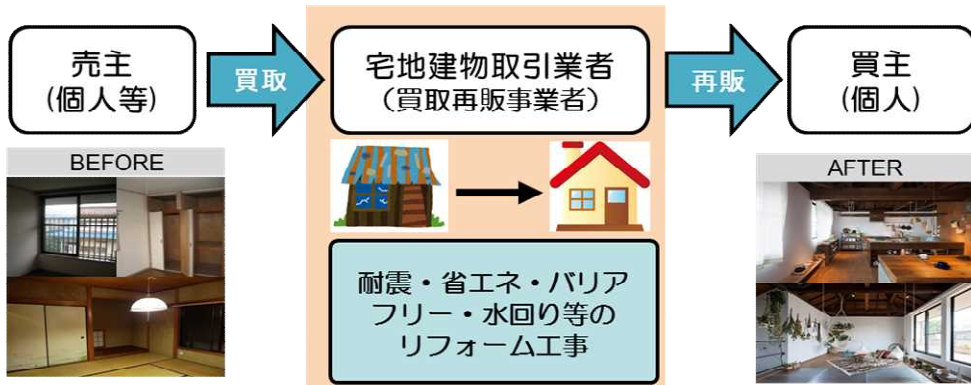 売主
(個人等)
買取
宅地建物取引業者
(買取再販事業者)
再販
買主
(個人)
BEFORE
AFTER
耐震・省エネ・バリア
フリー・水回り等の
リフォーム工事